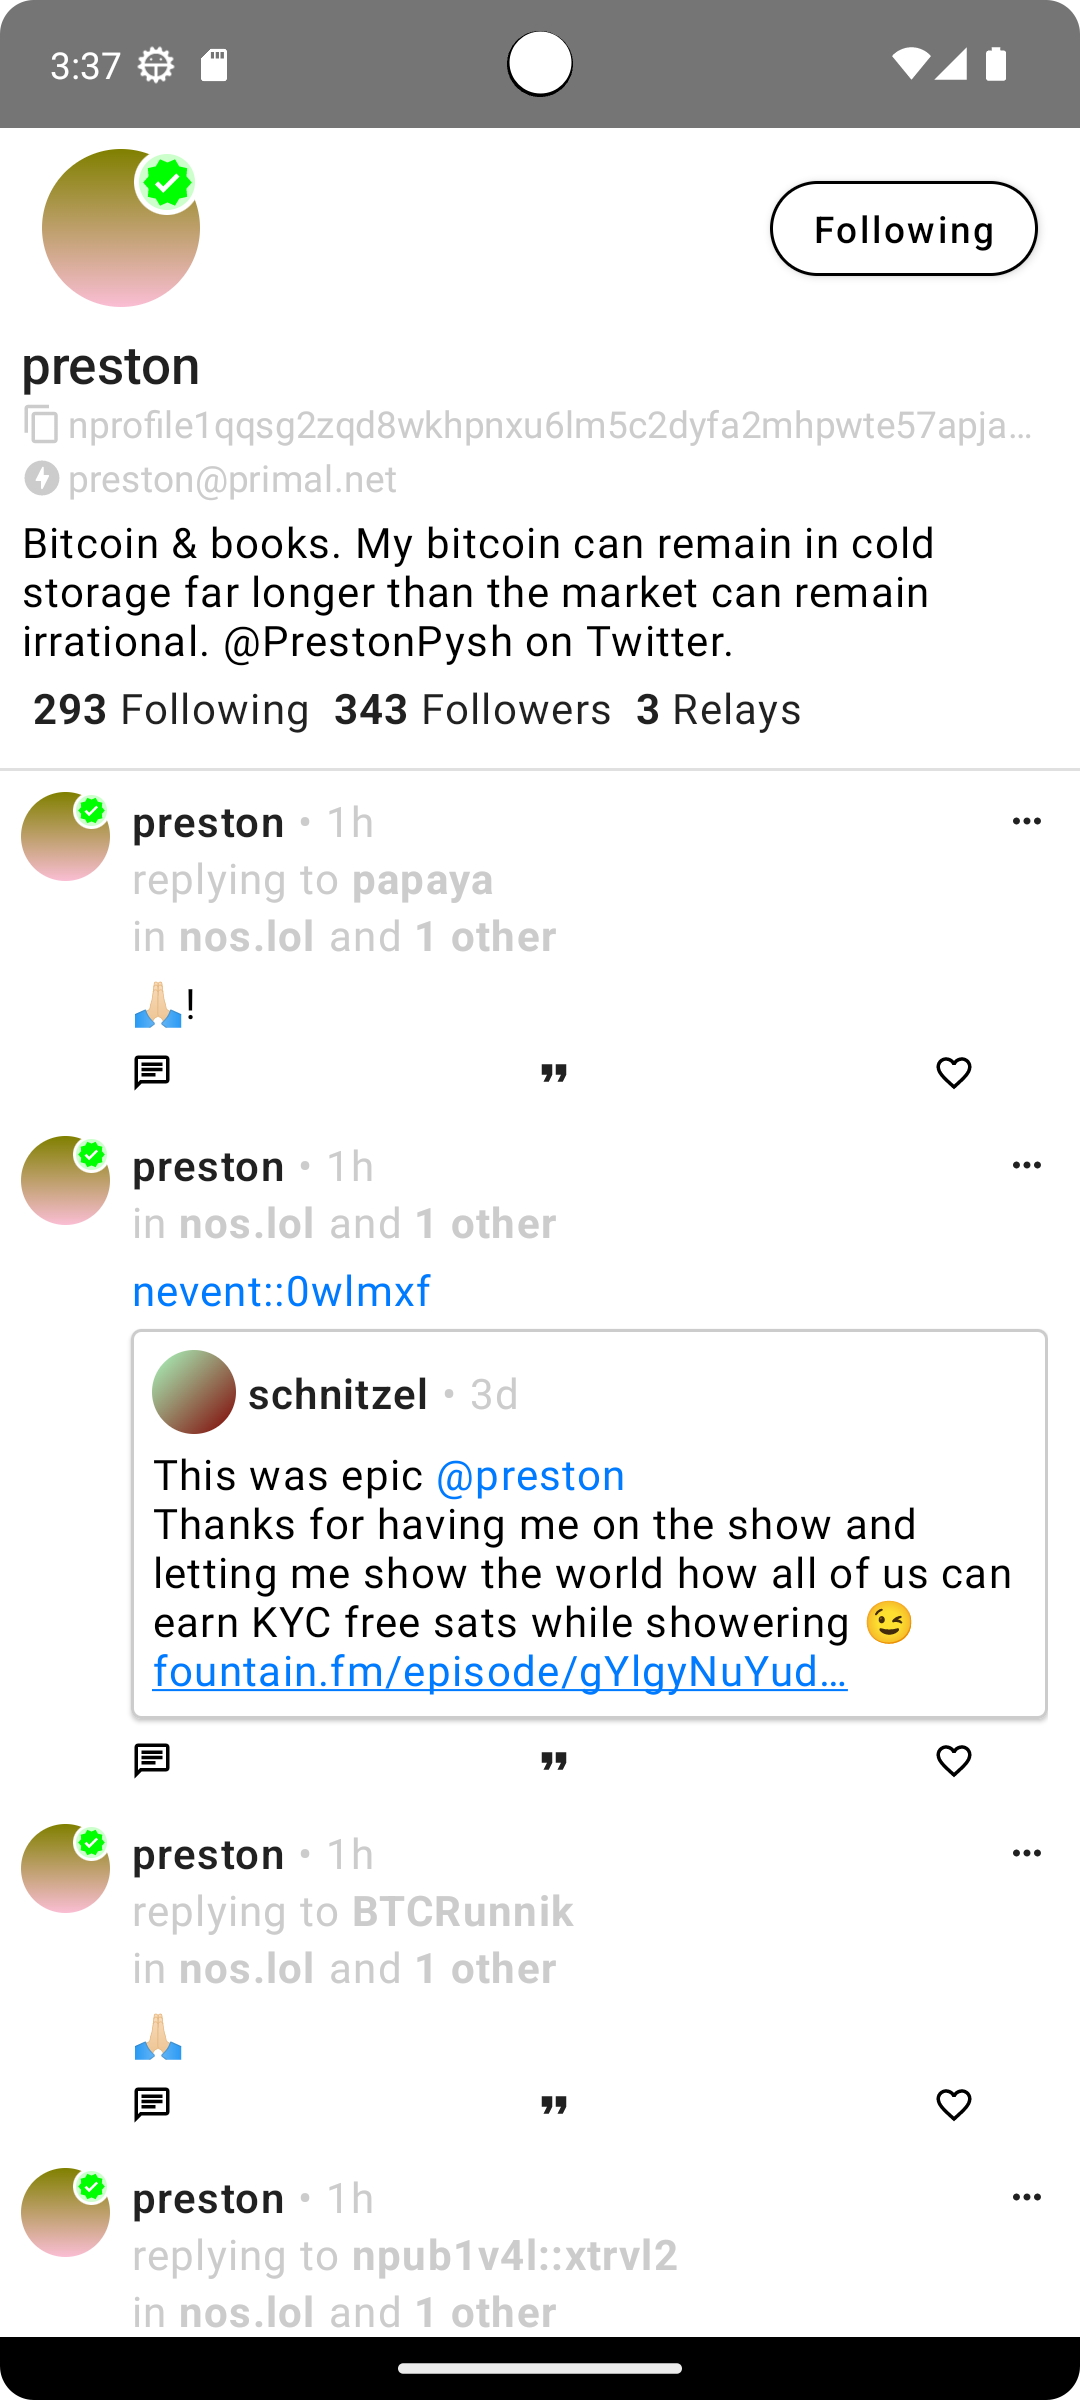 3:37
Following
preston
nprofile1qqsg2zqd8wkhpnxu6lm5c2dyfa2mhpwte57apja…
preston@primal.net
Bitcoin & books. My bitcoin can remain in cold
storage far longer than the market can remain
irrational. @PrestonPysh on Twitter.
293 Following 343 Followers 3 Relays
preston • 1h
replying to papaya
in nos.lol and 1 other
🙏🏻!
preston • 1h
in nos.lol and 1 other
nevent::0wlmxf
schnitzel • 3d
This was epic @preston
Thanks for having me on the show and
letting me show the world how all of us can
earn KYC free sats while showering 😉
fountain.fm/episode/gYlgyNuYud…
preston • 1h
replying to BTCRunnik
in nos.lol and 1 other
🙏🏻
preston • 1h
replying to npub1v4l::xtrvl2
in nos.lol and 1 other